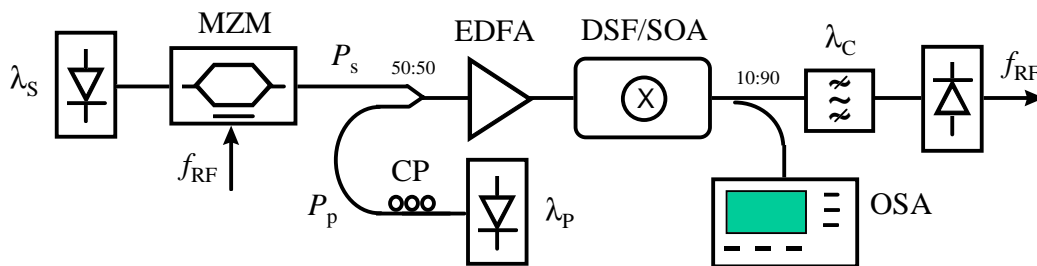 MZM
EDFA
DSF/SOA
λS
Ps
50:50
10:90
λC
fRF
X
fRF
CP
Pp
λP
OSA